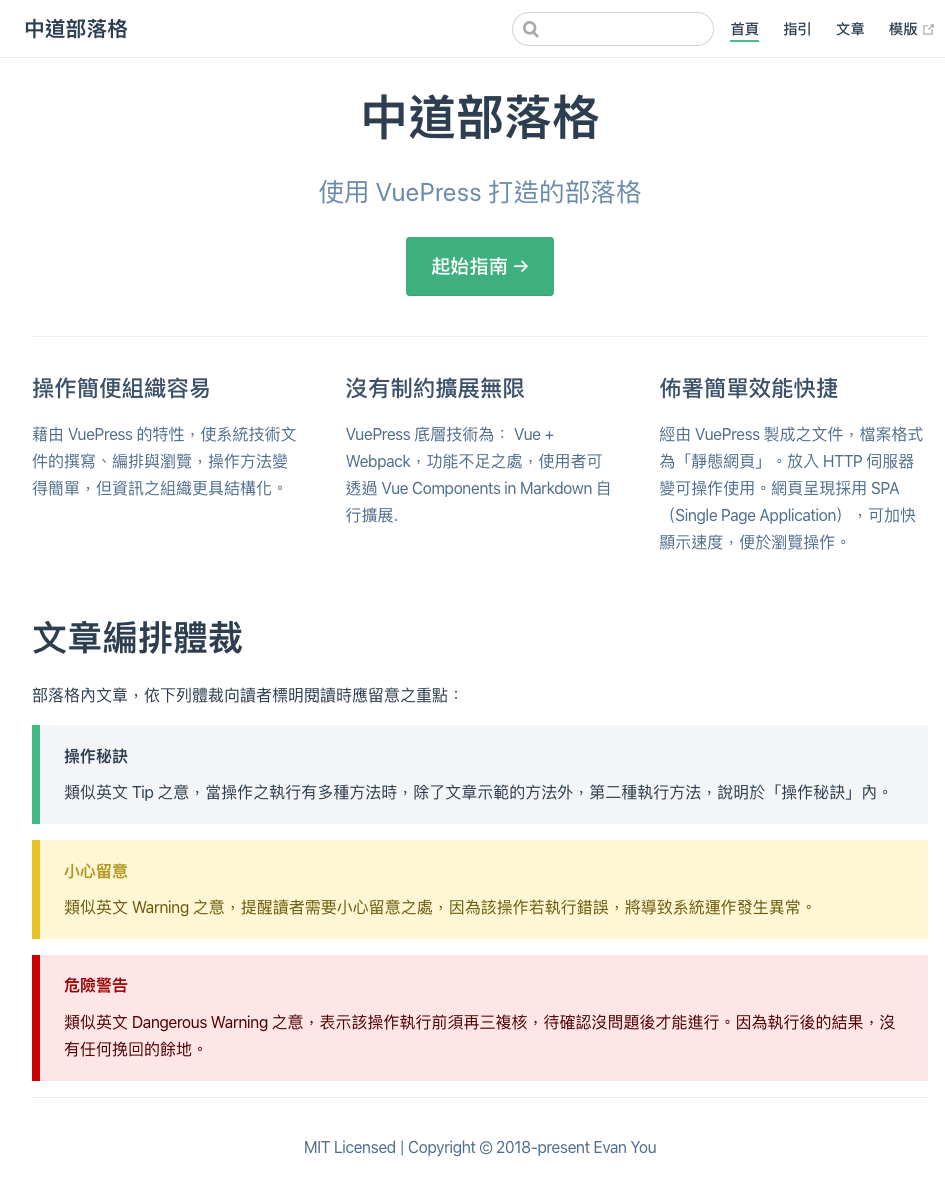 中道部落格
首頁
指引
文章
模版
中道部落格
使用 VuePress 打造的部落格
起始指南 →
操作簡便組織容易
藉由 VuePress 的特性，使系統技術文
件的撰寫、編排與瀏覽，操作方法變
得簡單，但資訊之組織更具結構化。
沒有制約擴展無限
VuePress 底層技術為： Vue +
Webpack，功能不足之處，使用者可
透過 Vue Components in Markdown 自
行擴展.
佈署簡單效能快捷
經由 VuePress 製成之文件，檔案格式
為「靜態網頁」。放入 HTTP 伺服器
變可操作使用。網頁呈現採用 SPA
（Single Page Application），可加快
顯示速度，便於瀏覽操作。
文章編排體裁
部落格內文章，依下列體裁向讀者標明閱讀時應留意之重點：
操作秘訣
類似英文 Tip 之意，當操作之執行有多種方法時，除了文章示範的方法外，第二種執行方法，說明於「操作秘訣」內。
小心留意
類似英文 Warning 之意，提醒讀者需要小心留意之處，因為該操作若執行錯誤，將導致系統運作發生異常。
危險警告
類似英文 Dangerous Warning 之意，表示該操作執行前須再三複核，待確認沒問題後才能進行。因為執行後的結果，沒
有任何挽回的餘地。
MIT Licensed | Copyright © 2018-present Evan You